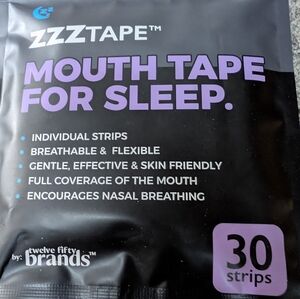 ZZZTAPE™
MOUTH TAPE
FOR SLEEP.
• INDIVIDUAL STRIPS
• BREATHABLE & FLEXIBLE
• GENTLE, EFFECTIVE & SKIN FRIENDLY
• FULL COVERAGE OF THE MOUTH
• ENCOURAGES NASAL BREATHING
by: twelve fifty
brands™
30
strips